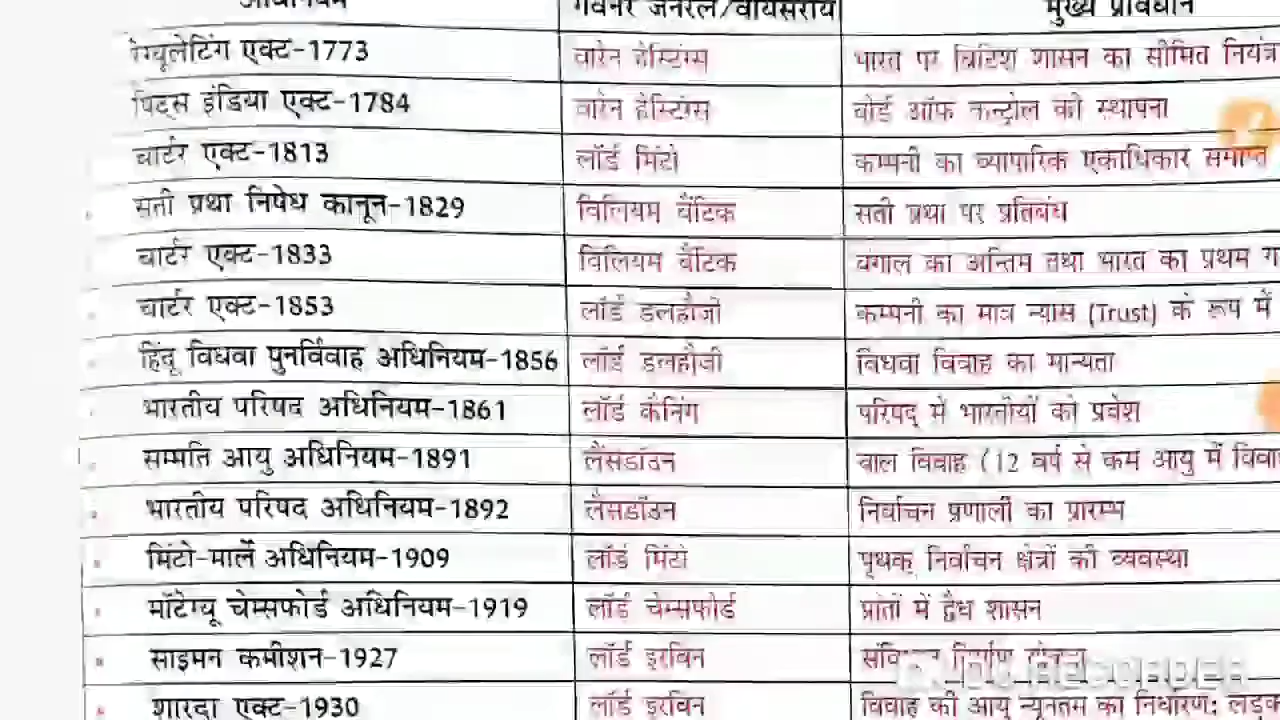 अधिनियम गवर्नर जनरल/वायसराय मुख्य प्रावधान
रेग्यूलेटिंग एक्ट-1773 वारेन हेस्टिंग्स भारत पर ब्रिटिश शासन का सीमित नियंत्र
पिट्स इंडिया एक्ट-1784 वारेन हेस्टिंग्स बोर्ड ऑफ कन्ट्रोल की स्थापना
चार्टर एक्ट-1813 लॉर्ड मिंटो कम्पनी का व्यापारिक एकाधिकार समाप्त
सती प्रथा निषेध कानून-1829 विलियम बैंटिक सती प्रथा पर प्रतिबंध
चार्टर एक्ट-1833 विलियम बैंटिक बंगाल का अन्तिम तथा भारत का प्रथम ग
चार्टर एक्ट-1853 लॉर्ड डलहौजी कम्पनी का मात्र न्यास (Trust) के रूप में
हिंदू विधवा पुनर्विवाह अधिनियम-1856 लॉर्ड डलहौजी विधवा विवाह का मान्यता
भारतीय परिषद अधिनियम-1861 लॉर्ड कैनिंग परिषद् में भारतीयों को प्रवेश
सम्मति आयु अधिनियम-1891 लैंसडॉउन बाल विवाह (12 वर्ष से कम आयु में विवा
भारतीय परिषद अधिनियम-1892 लैंसडॉउन निर्वाचन प्रणाली का प्रारम्भ
मिंटो-मार्ले अधिनियम-1909 लॉर्ड मिंटो पृथक् निर्वाचन क्षेत्रों की व्यवस्था
मॉंटेग्यू चेम्सफोर्ड अधिनियम-1919 लॉर्ड चेम्सफोर्ड प्रांतों में द्वैध शासन
साइमन कमीशन-1927 लॉर्ड इरविन
शारदा एक्ट-1930 लॉर्ड इरविन विवाह की आयु न्यूनतम का निर्धारण; लड़क
RECORDER